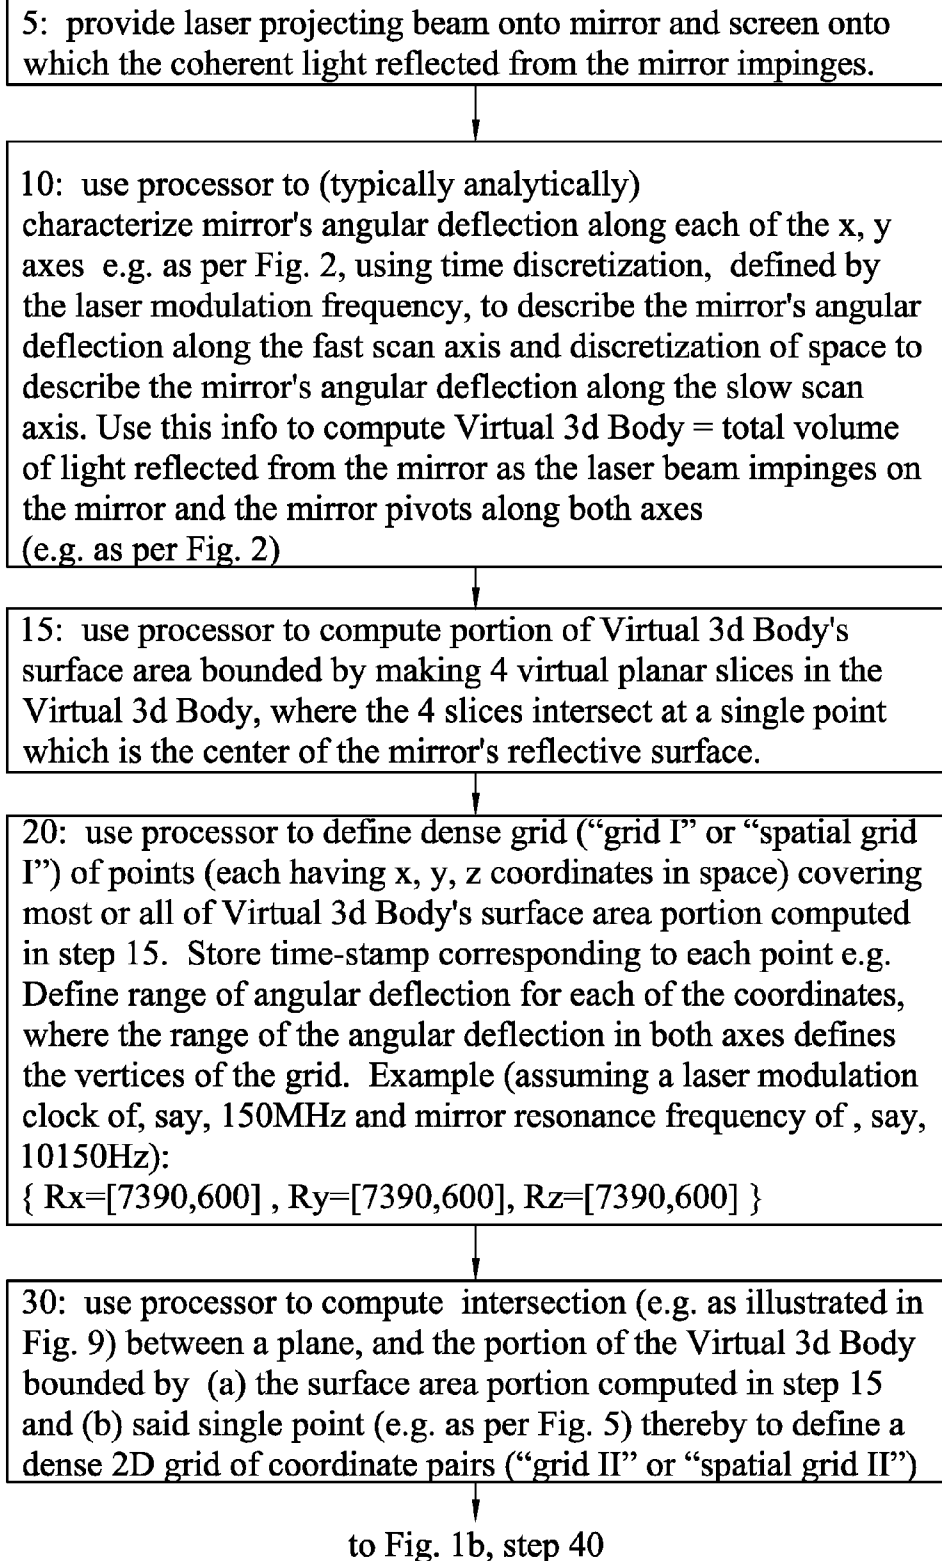 5:  provide laser projecting beam onto mirror and screen onto
which the coherent light reflected from the mirror impinges.
10:  use processor to (typically analytically)
characterize mirror's angular deflection along each of the x, y
axes  e.g. as per Fig. 2, using time discretization,  defined by
the laser modulation frequency, to describe the mirror's angular
deflection along the fast scan axis and discretization of space to
describe the mirror's angular deflection along the slow scan
axis. Use this info to compute Virtual 3d Body = total volume
of light reflected from the mirror as the laser beam impinges on
the mirror and the mirror pivots along both axes
(e.g. as per Fig. 2)
15:  use processor to compute portion of Virtual 3d Body's
surface area bounded by making 4 virtual planar slices in the
Virtual 3d Body, where the 4 slices intersect at a single point
which is the center of the mirror's reflective surface.
20:  use processor to define dense grid (“grid I” or “spatial grid
I”) of points (each having x, y, z coordinates in space) covering
most or all of Virtual 3d Body's surface area portion computed
in step 15.  Store time-stamp corresponding to each point e.g.
Define range of angular deflection for each of the coordinates,
where the range of the angular deflection in both axes defines
the vertices of the grid.  Example (assuming a laser modulation
clock of, say, 150MHz and mirror resonance frequency of , say,
10150Hz):
{ Rx=[7390,600] , Ry=[7390,600], Rz=[7390,600] }
30:  use processor to compute  intersection (e.g. as illustrated in
Fig. 9) between a plane, and the portion of the Virtual 3d Body
bounded by  (a) the surface area portion computed in step 15
and (b) said single point (e.g. as per Fig. 5) thereby to define a
dense 2D grid of coordinate pairs (“grid II” or “spatial grid II”)
to Fig. 1b, step 40